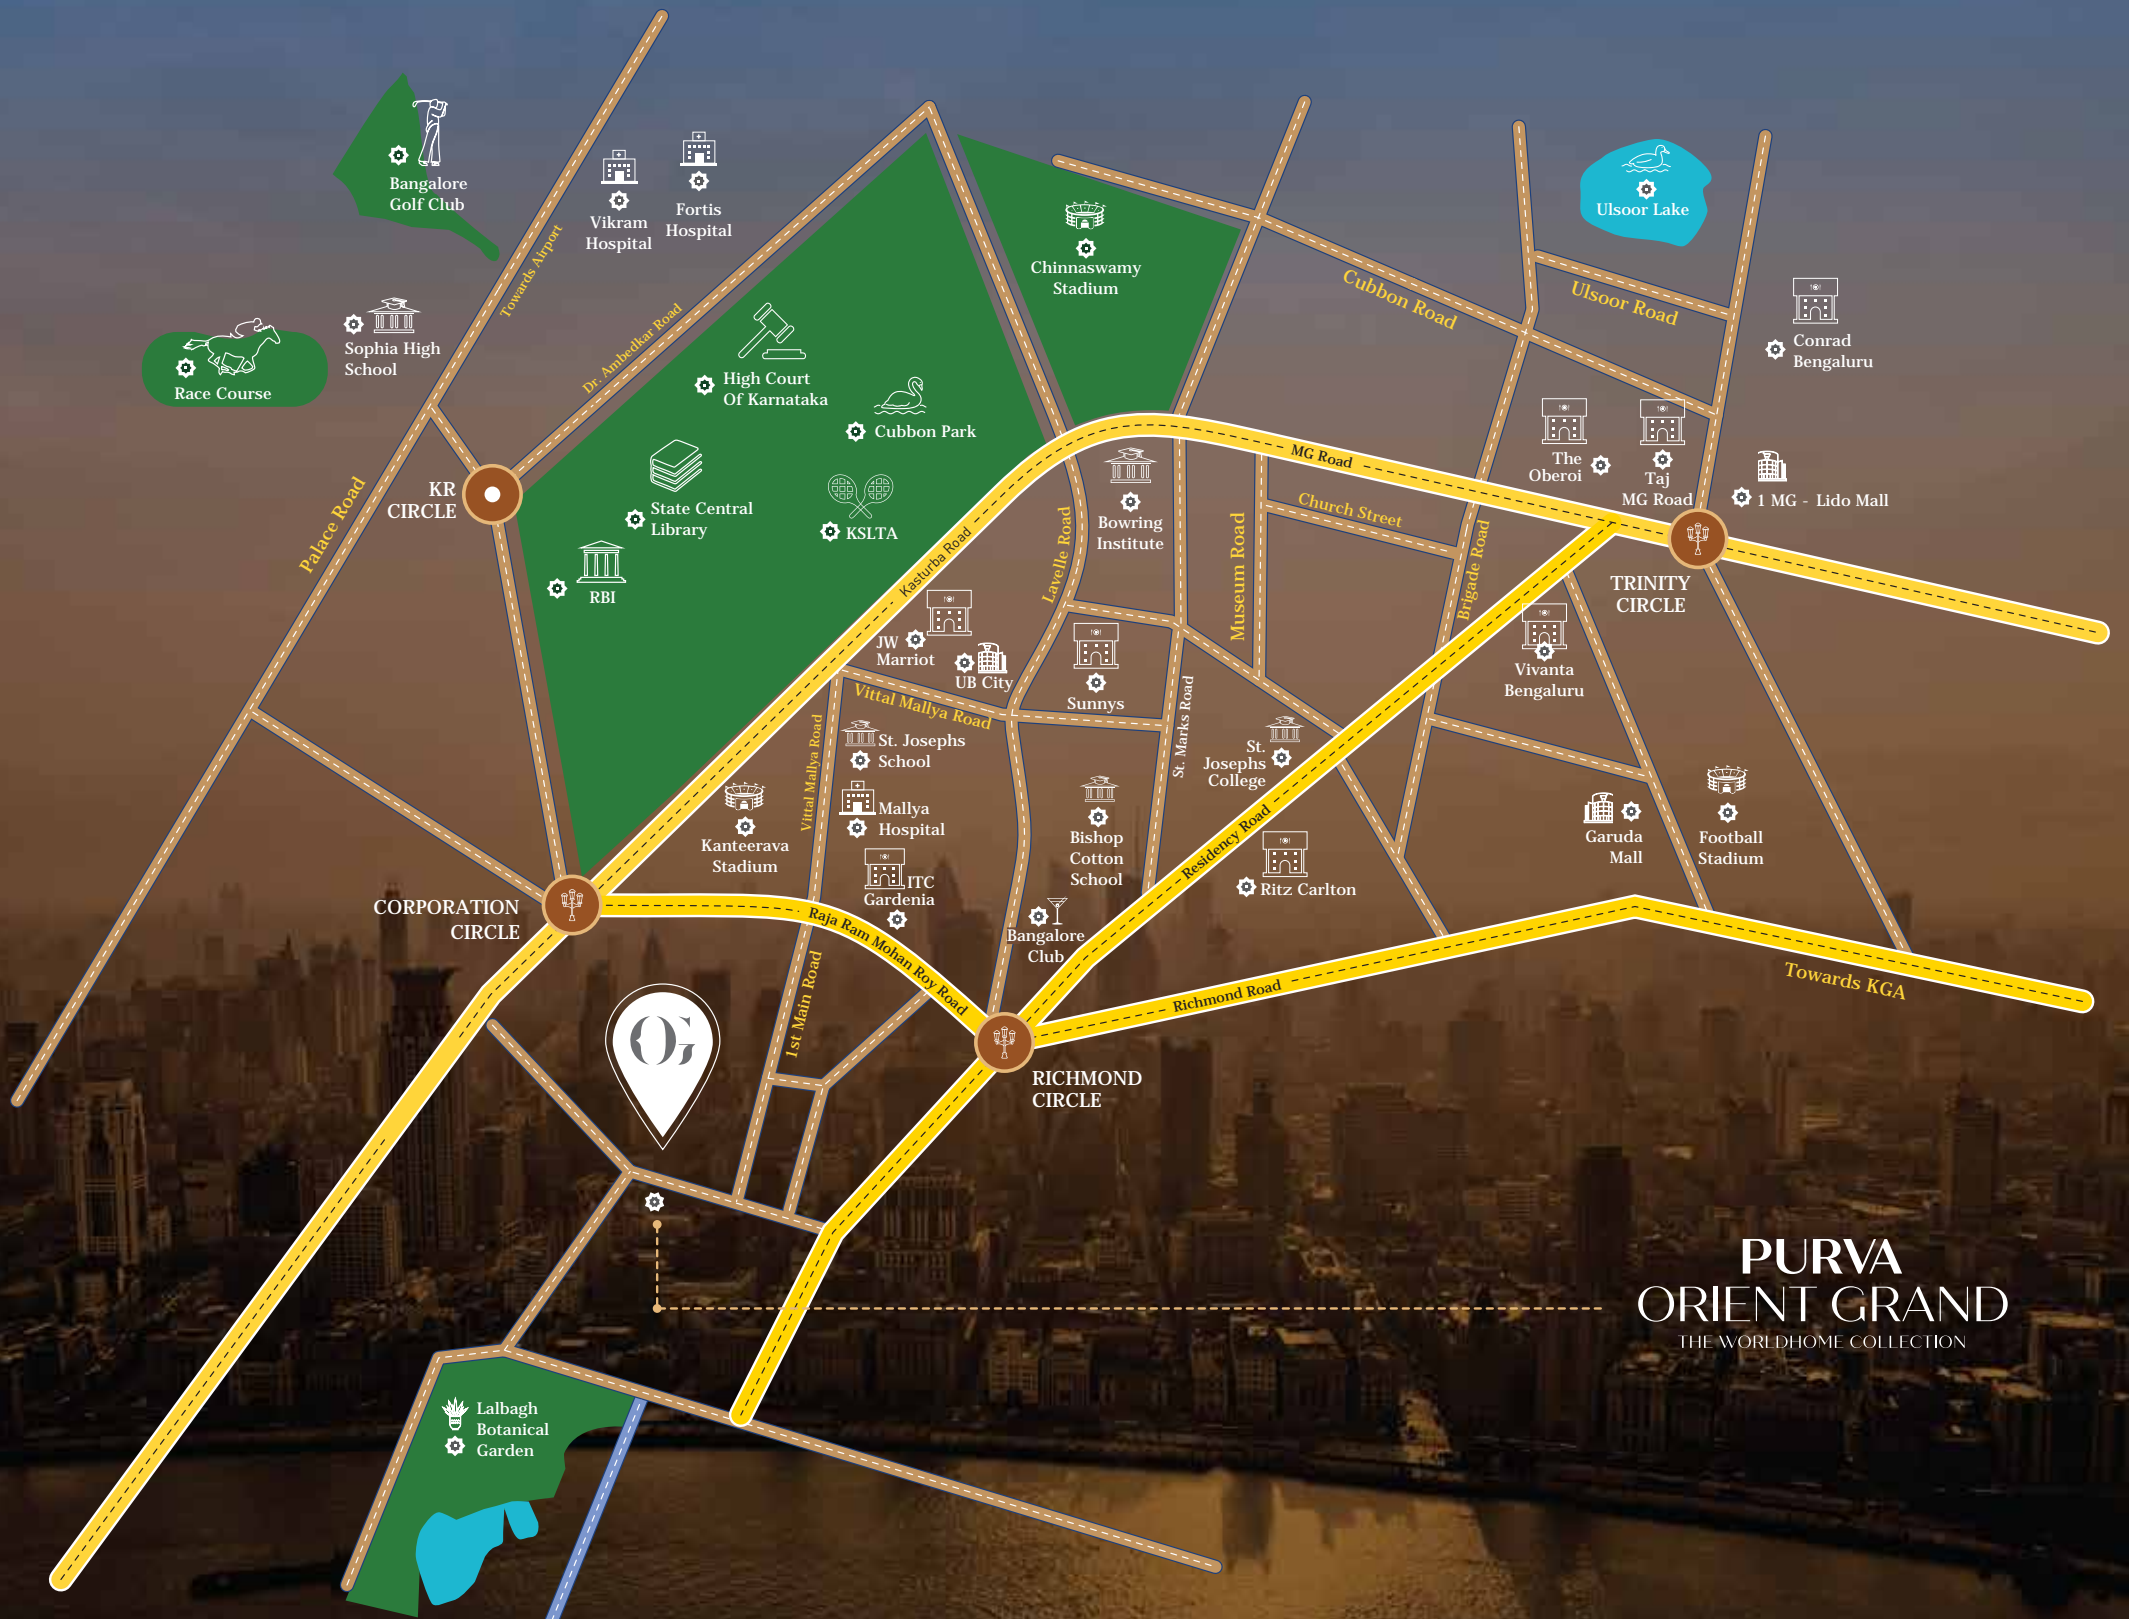 Bangalore
Golf Club
Vikram
Hospital
Fortis
Hospital
Towards Airport
Dr. Ambedkar Road
Chinnaswamy
Stadium
Ulsoor Lake
Cubbon Road
Ulsoor Road
Conrad
Bengaluru
Sophia High
School
Race Course
High Court
Of Karnataka
Cubbon Park
State Central
Library
KSLTA
RBI
KR
CIRCLE
Palace Road
Kasturba Road
Lavelle Road
Bowring
Institute
Museum Road
MG Road
Church Street
Brigade Road
The
Oberoi
Taj
MG Road
1 MG - Lido Mall
TRINITY
CIRCLE
JW
Marriot
UB City
Sunnys
Vittal Mallya Road
Vittal Mallya Road
St. Josephs
School
Mallya
Hospital
Kanteerava
Stadium
ITC
Gardenia
St. Marks Road
St.
Josephs
College
Bishop
Cotton
School
Bangalore
Club
Residency Road
Ritz Carlton
Vivanta
Bengaluru
Garuda
Mall
Football
Stadium
CORPORATION
CIRCLE
Raja Ram Mohan Roy Road
1st Main Road
Richmond Road
Towards KGA
OG
RICHMOND
CIRCLE
PURVA
ORIENT GRAND
THE WORLDHOME COLLECTION
Lalbagh
Botanical
Garden